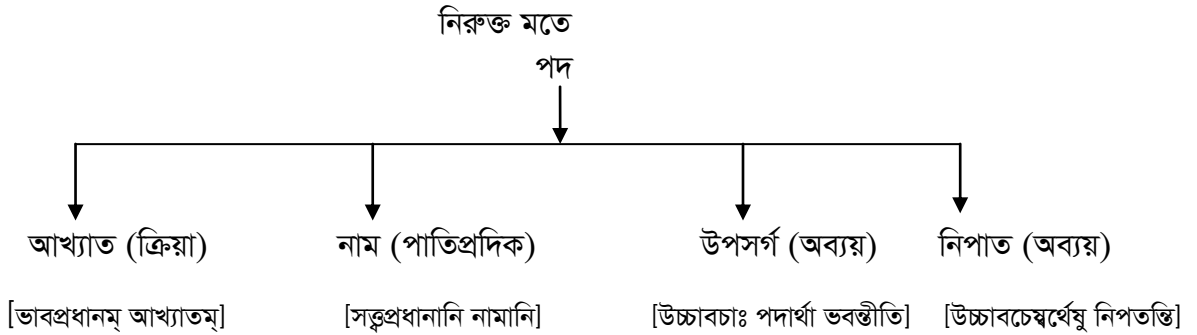 নিরুক্ত মতে
পদ
আখ্যাত (ক্রিয়া) নাম (পাতিপ্রদিক) উপসর্গ (অব্যয়) নিপাত (অব্যয়)
[ভাবপ্রধানম্ আখ্যাতম্] [সত্ত্বপ্রধানানি নামানি] [উচ্চাবচাঃ পদার্থা ভবন্তীতি] [উচ্চাবচেষ্বর্থেষু নিপতন্তি]